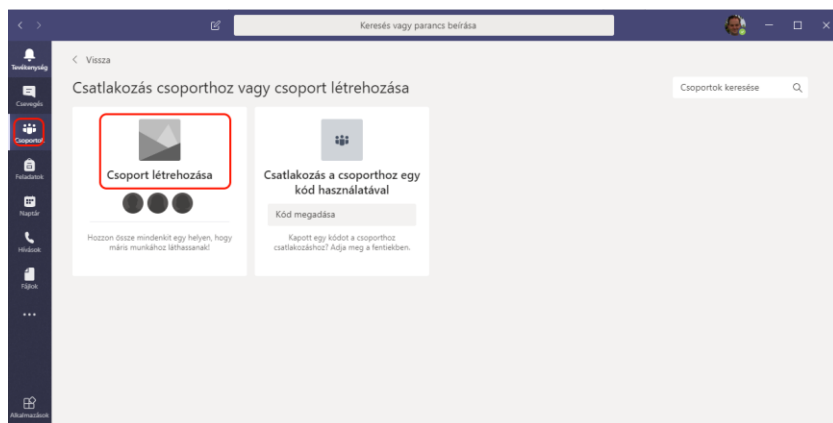 Keresés vagy parancs beírása
Tevékenység
Csevegés
Csoportok
Feladatok
Naptár
Hívások
Fájlok
Alkalmazások
Vissza
Csatlakozás csoporthoz vagy csoport létrehozása
Csoportok keresése
Csoport létrehozása
Hozzon össze mindenkit egy helyen, hogy
máris munkához láthassanak!
Csatlakozás a csoporthoz egy
kód használatával
Kód megadása
Kapott egy kódot a csoporthoz
csatlakozáshoz? Adja meg a fentiekben.